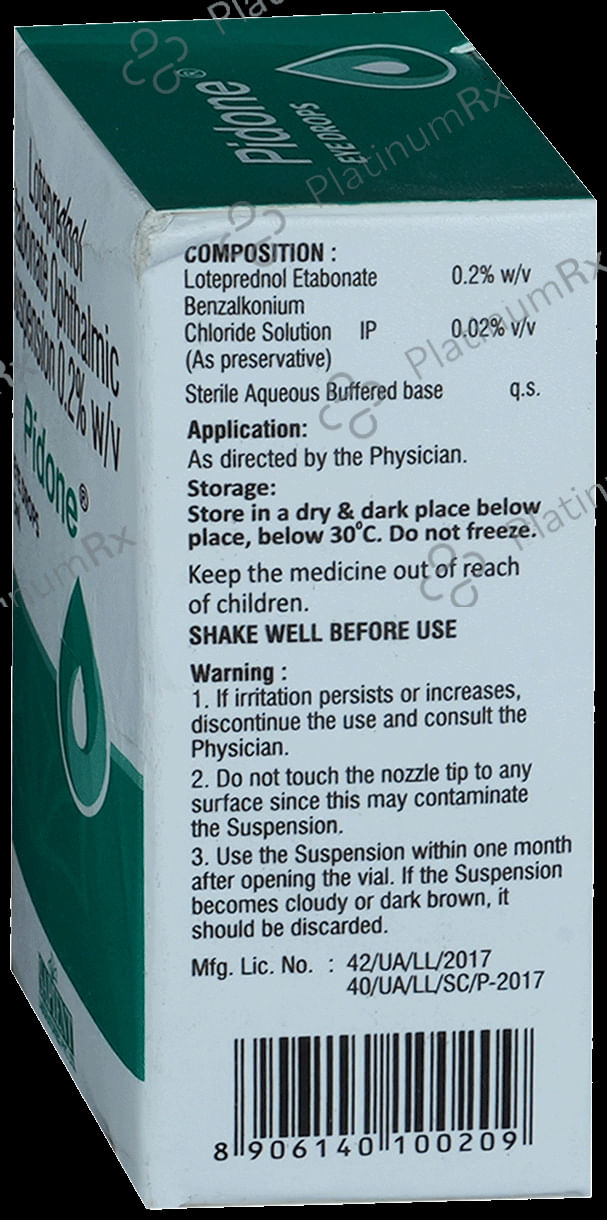 Pidone®
EYE DROPS
Loteprednol
Ophthalmic
0.2% w/v
Pidone®
DROPS
COMPOSITION :
Loteprednol Etabonate 0.2% w/v
Benzalkonium
Chloride Solution IP 0.02% v/v
(As preservative)
Sterile Aqueous Buffered base q.s.
Application:
As directed by the Physician.
Storage:
Store in a dry & dark place below
place, below 30°C. Do not freeze.
Keep the medicine out of reach
of children.
SHAKE WELL BEFORE USE
Warning :
1. If irritation persists or increases,
discontinue the use and consult the
Physician.
2. Do not touch the nozzle tip to any
surface since this may contaminate
the Suspension.
3. Use the Suspension within one month
after opening the vial. If the Suspension
becomes cloudy or dark brown, it
should be discarded.
Mfg. Lic. No. : 42/UA/LL/2017
40/UA/LL/SC/P-2017
8 906140 100209
PlatinumRx
PlatinumRx